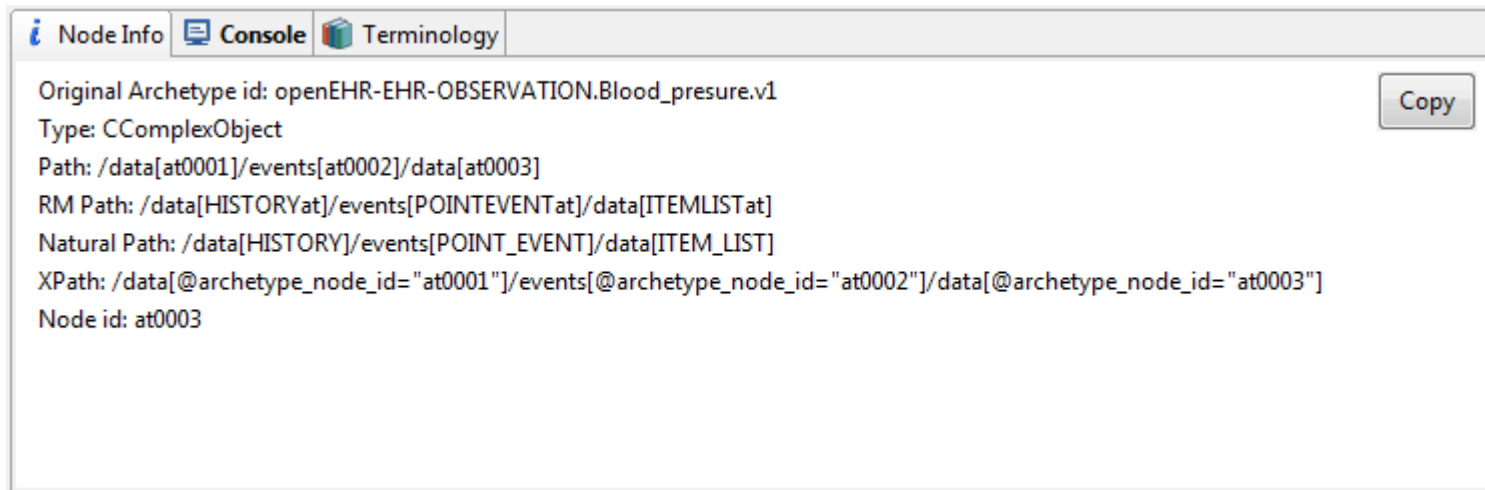 Node Info Console Terminology
Original Archetype id: openEHR-EHR-OBSERVATION.Blood_presure.v1
Copy
Type: CComplexObject
Path: /data[at0001]/events[at0002]/data[at0003]
RM Path: /data[HISTORYat]/events[POINTEVENTat]/data[ITEMLISTat]
Natural Path: /data[HISTORY]/events[POINT_EVENT]/data[ITEM_LIST]
XPath: /data[@archetype_node_id="at0001"]/events[@archetype_node_id="at0002"]/data[@archetype_node_id="at0003"]
Node id: at0003